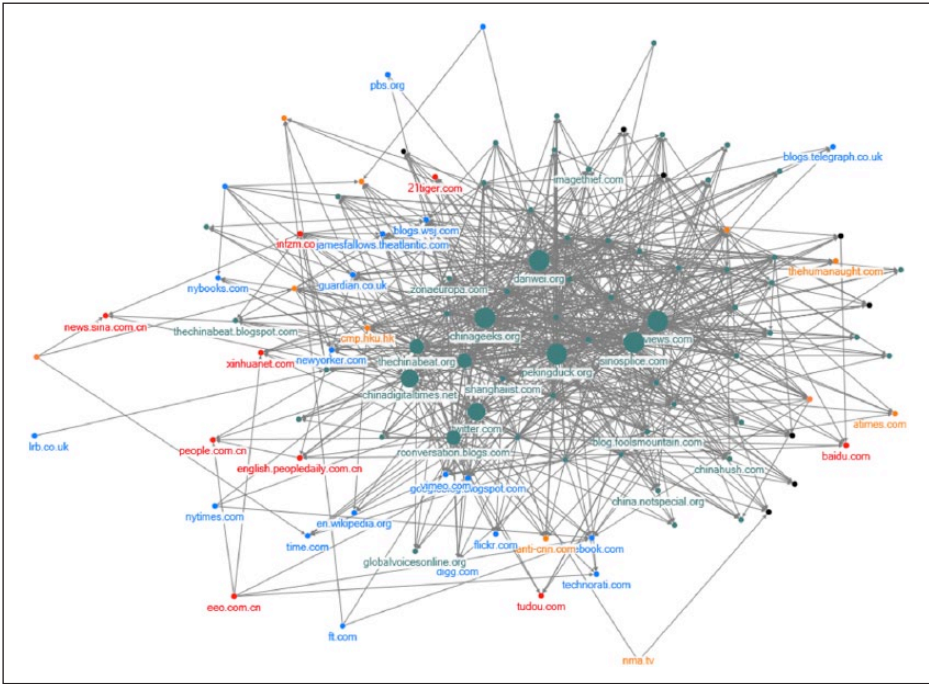 pbs.org
blogs.telegraph.co.uk
imagethief.com
21tiger.com
blogs.wsj.com
infzm.co
jamesfallows.theatlantic.com
danwei.org
thehumanaught.com
nybooks.com
guardian.co.uk
zonaeuropa.com
news.sina.com.cn
thechinabeat.blogspot.com
cmp.hku.hk
chinageeks.org
views.com
xinhuanet.com
newyorker.com
thechinabeat.org
pekingduck.org
sinosplice.com
chinadigitaltimes.net
shanghaiist.com
atimes.com
lrb.co.uk
twitter.com
people.com.cn
rconversation.blogs.com
blog.foolsmountain.com
baidu.com
english.peopledaily.com.cn
chinahush.com
vimeo.com
blogspot.com
china.notspecial.org
nytimes.com
en.wikipedia.org
time.com
flickr.com
anti-cnn.com
book.com
globalvoicesonline.org
digg.com
technorati.com
eeo.com.cn
tudou.com
ft.com
nma.tv